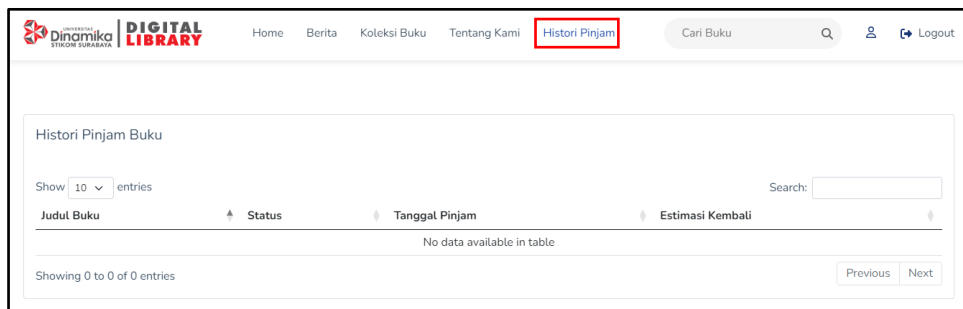 UNIVERSITAS
Dinamika
STIKOM SURABAYA
DIGITAL
LIBRARY
Home Berita Koleksi Buku Tentang Kami Histori Pinjam Cari Buku Logout
Histori Pinjam Buku
Show 10 entries Search:
Judul Buku Status Tanggal Pinjam Estimasi Kembali
No data available in table
Showing 0 to 0 of 0 entries Previous Next